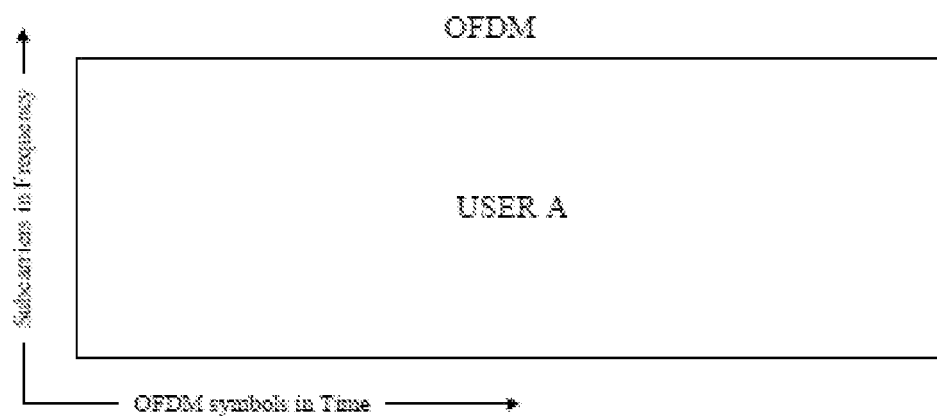 OFDM
Subcarriers in Frequency
USER A
OFDM symbols in Time